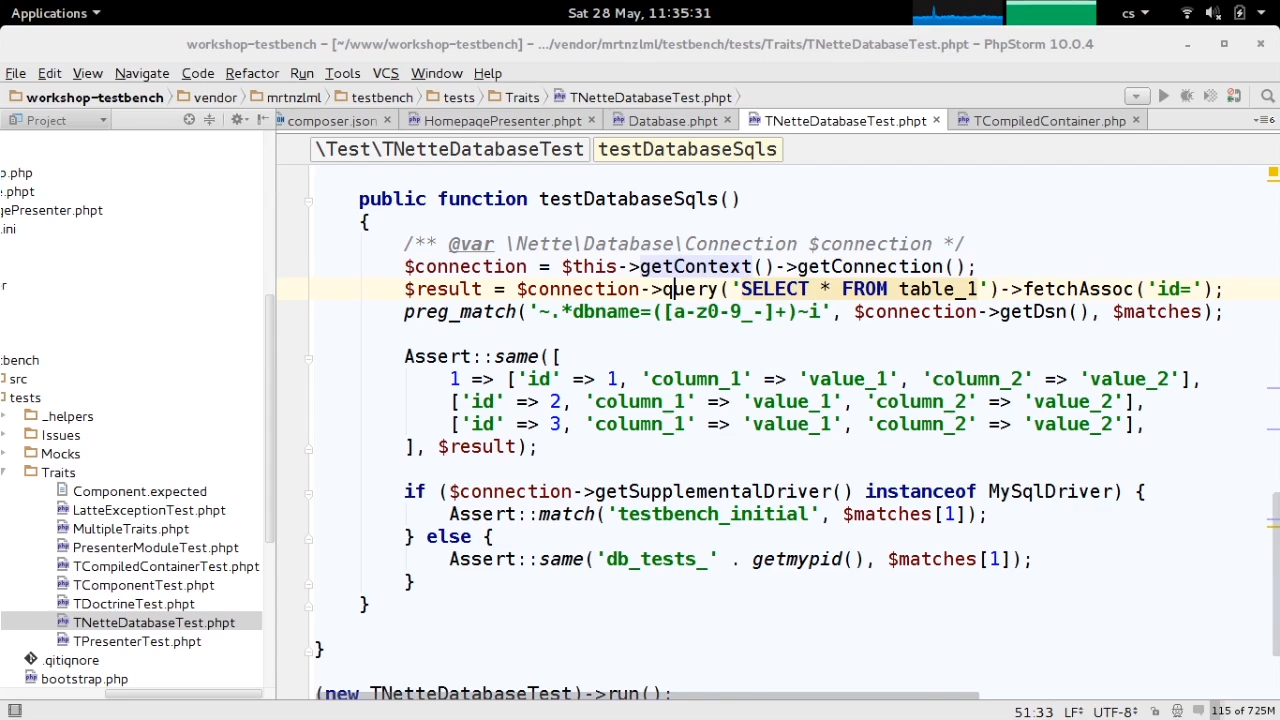 Applications
Sat 28 May, 11:35:31
cs
workshop-testbench – [~/www/workshop-testbench] – .../vendor/mrtnzlml/testbench/tests/Traits/TNetteDatabaseTest.phpt – PhpStorm 10.0.4
File Edit View Navigate Code Refactor Run Tools VCS Window Help
workshop-testbench vendor mrtnzlml testbench tests Traits TNetteDatabaseTest.phpt
Project
composer.json HomepagePresenter.phpt Database.phpt TNetteDatabaseTest.phpt TCompiledContainer.php
6
\Test\TNetteDatabaseTest testDatabaseSqls
p.php
e.phpt
gePresenter.phpt
.ini
r
bench
src
tests
_helpers
Issues
Mocks
Traits
Component.expected
LatteExceptionTest.phpt
MultipleTraits.phpt
PresenterModuleTest.phpt
TCompiledContainerTest.phpt
TComponentTest.phpt
TDoctrineTest.phpt
TNetteDatabaseTest.phpt
TPresenterTest.phpt
.gitignore
bootstrap.php
public function testDatabaseSqls()
{
/** @var \Nette\Database\Connection $connection */
$connection = $this->getContext()->getConnection();
$result = $connection->query('SELECT * FROM table_1')->fetchAssoc('id=');
preg_match('~.*dbname=([a-z0-9_-]+)~i', $connection->getDsn(), $matches);
Assert::same([
1 => ['id' => 1, 'column_1' => 'value_1', 'column_2' => 'value_2'],
['id' => 2, 'column_1' => 'value_1', 'column_2' => 'value_2'],
['id' => 3, 'column_1' => 'value_1', 'column_2' => 'value_2'],
], $result);
if ($connection->getSupplementalDriver() instanceof MySqlDriver) {
Assert::match('testbench_initial', $matches[1]);
} else {
Assert::same('db_tests_' . getmypid(), $matches[1]);
}
}
}
(new TNetteDatabaseTest)->run();
51:33 LF UTF-8 115 of 725M